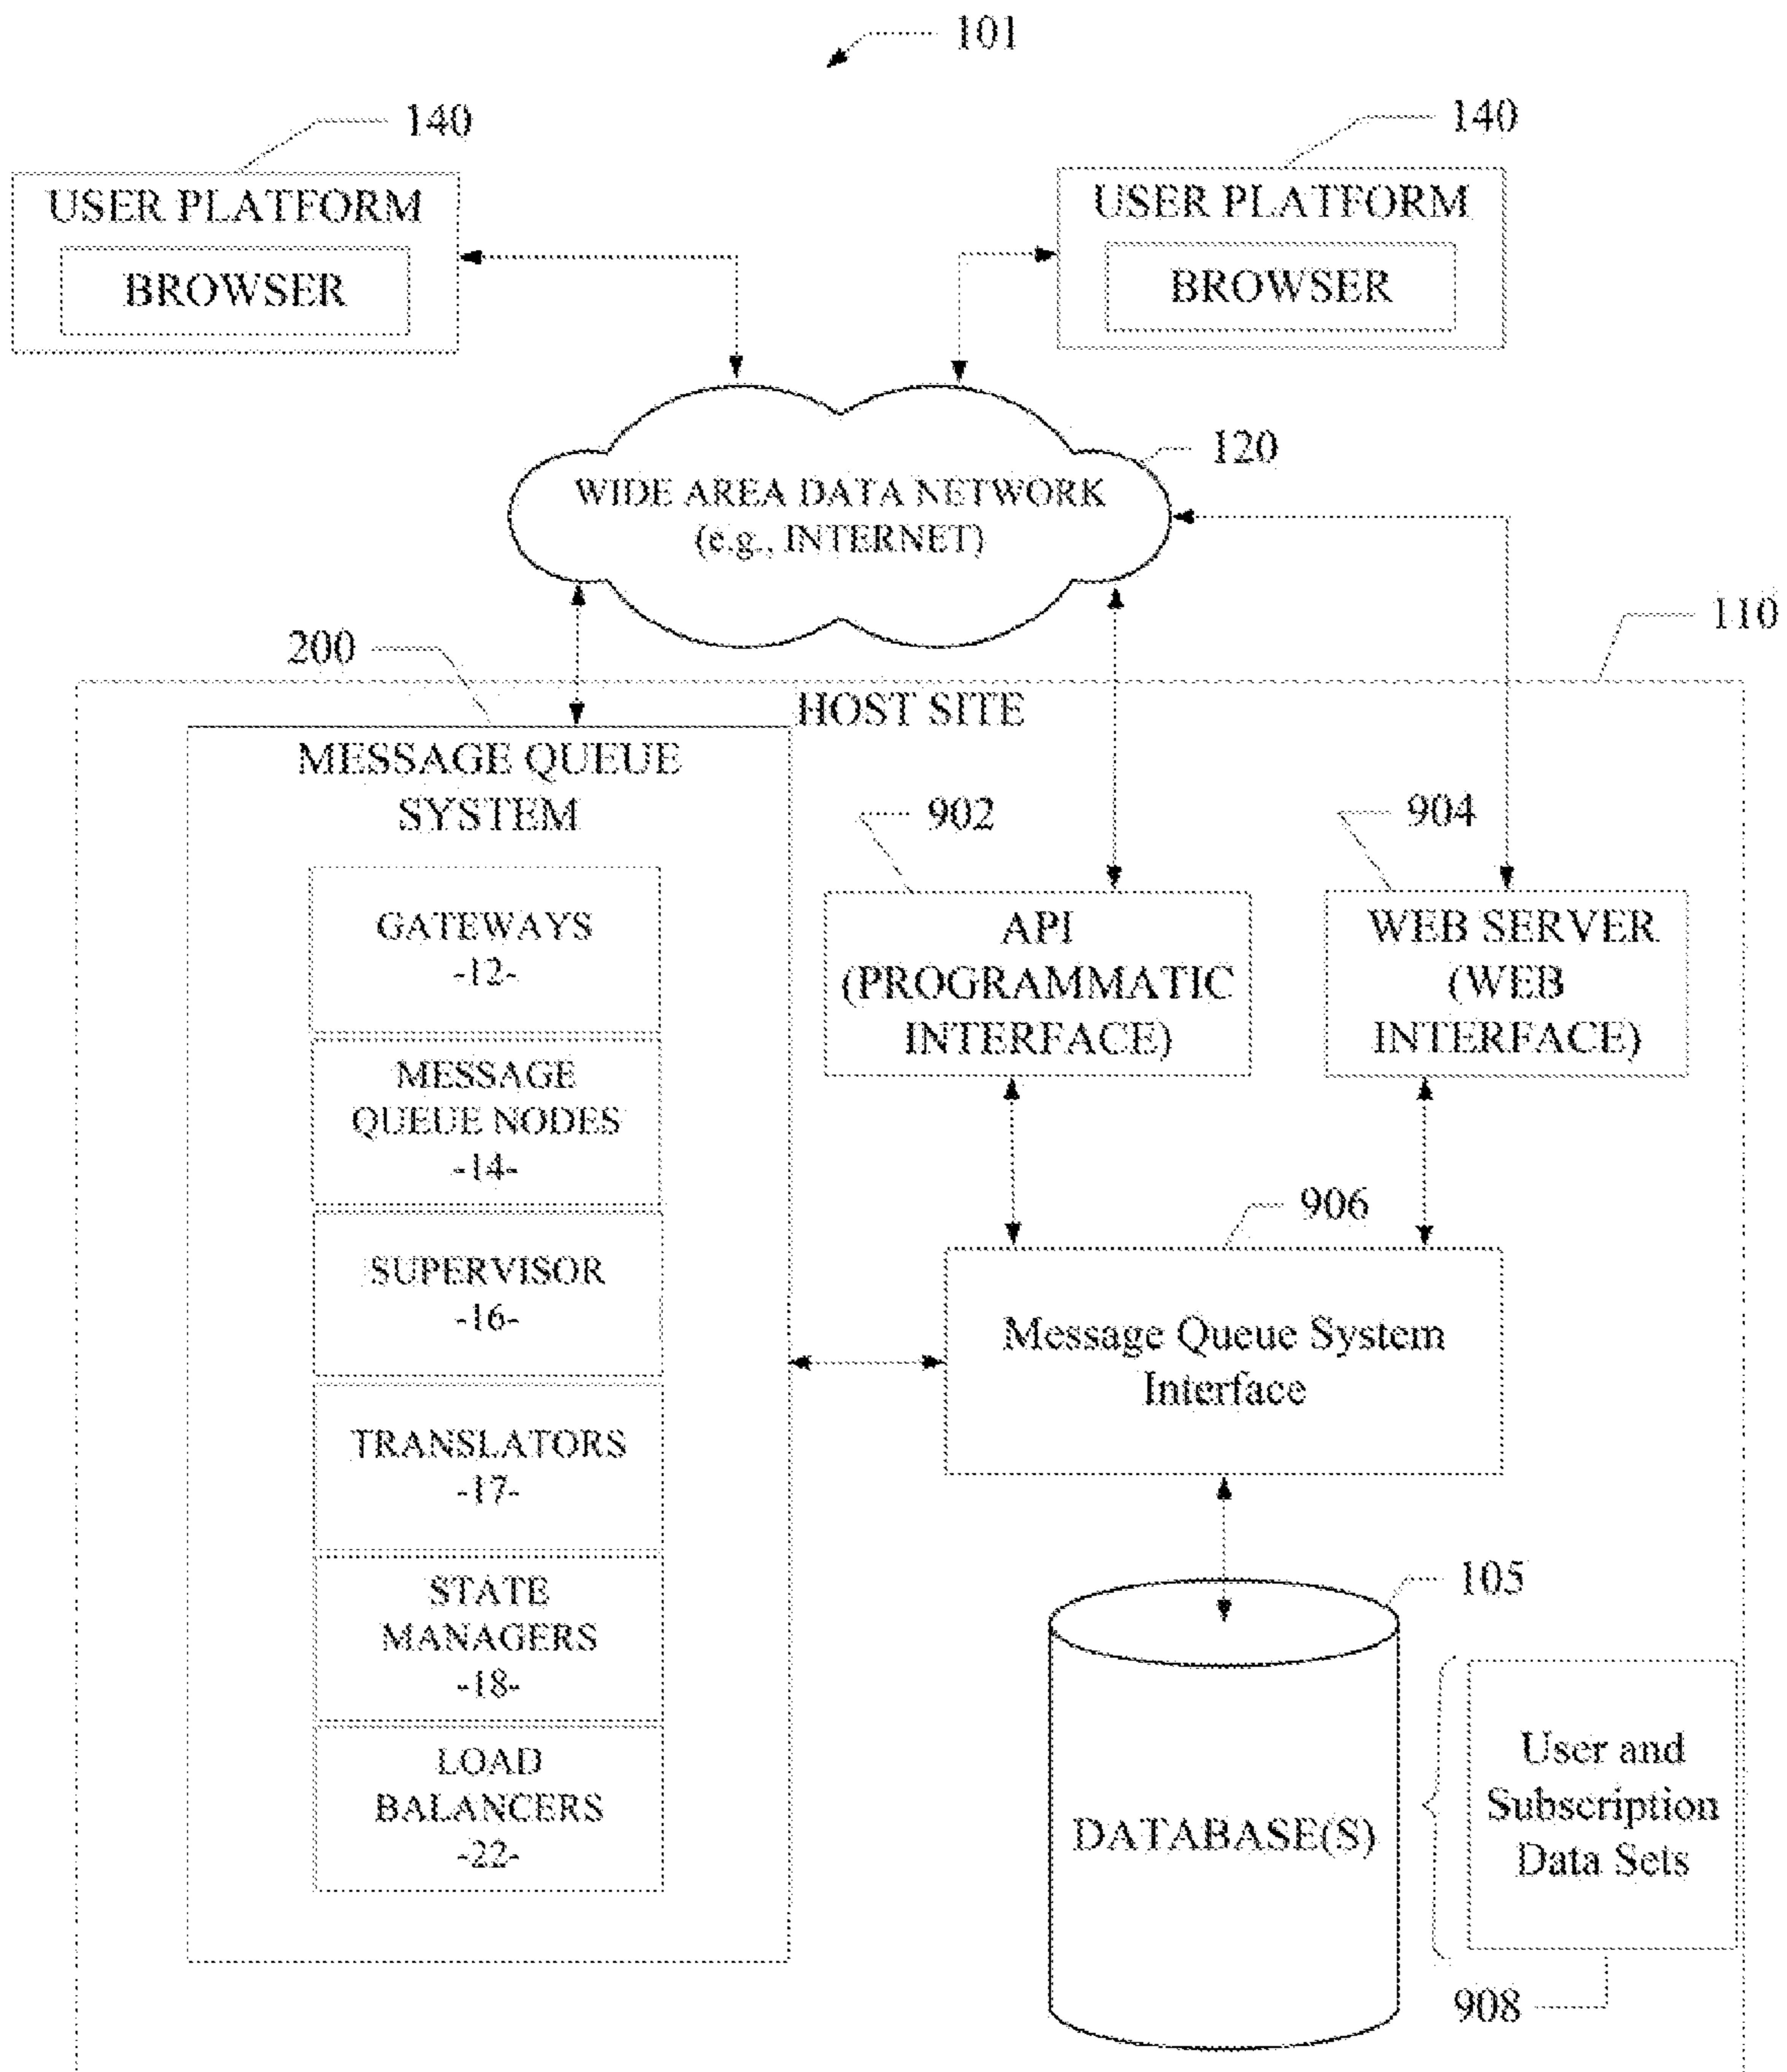 101
140
140
USER PLATFORM
BROWSER
USER PLATFORM
BROWSER
120
WIDE AREA DATA NETWORK
(e.g., INTERNET)
110
200
HOST SITE
MESSAGE QUEUE
SYSTEM
GATEWAYS
-12-
MESSAGE
QUEUE NODES
-14-
SUPERVISOR
-16-
TRANSLATORS
-17-
STATE
MANAGERS
-18-
LOAD
BALANCERS
-22-
902
API
(PROGRAMMATIC
INTERFACE)
904
WEB SERVER
(WEB
INTERFACE)
906
Message Queue System
Interface
105
DATABASE(S)
User and
Subscription
Data Sets
908